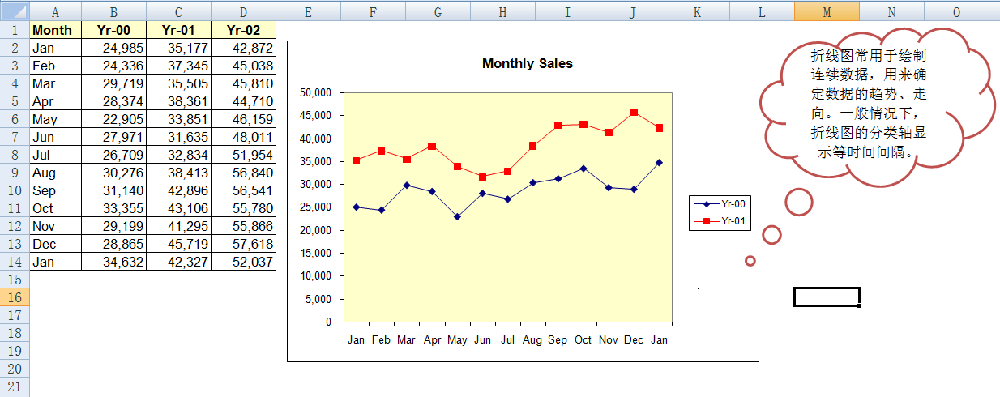 A B C D E F G H I J K L M N O
1 Month Yr-00 Yr-01 Yr-02
2 Jan 24,985 35,177 42,872
3 Feb 24,336 37,345 45,038
4 Mar 29,719 35,505 45,810
5 Apr 28,374 38,361 44,710
6 May 22,905 33,851 46,159
7 Jun 27,971 31,635 48,011
8 Jul 26,709 32,834 51,954
9 Aug 30,276 38,413 56,840
10 Sep 31,140 42,896 56,541
11 Oct 33,355 43,106 55,780
12 Nov 29,199 41,295 55,866
13 Dec 28,865 45,719 57,618
14 Jan 34,632 42,327 52,037
15
16
17
18
19
20
21
Monthly Sales
50,000
45,000
40,000
35,000
30,000
25,000
20,000
15,000
10,000
5,000
0
Jan Feb Mar Apr May Jun Jul Aug Sep Oct Nov Dec Jan
Yr-00
Yr-01
折线图常用于绘制
连续数据，用来确
定数据的趋势、走
向。一般情况下，
折线图的分类轴显
示等时间间隔。